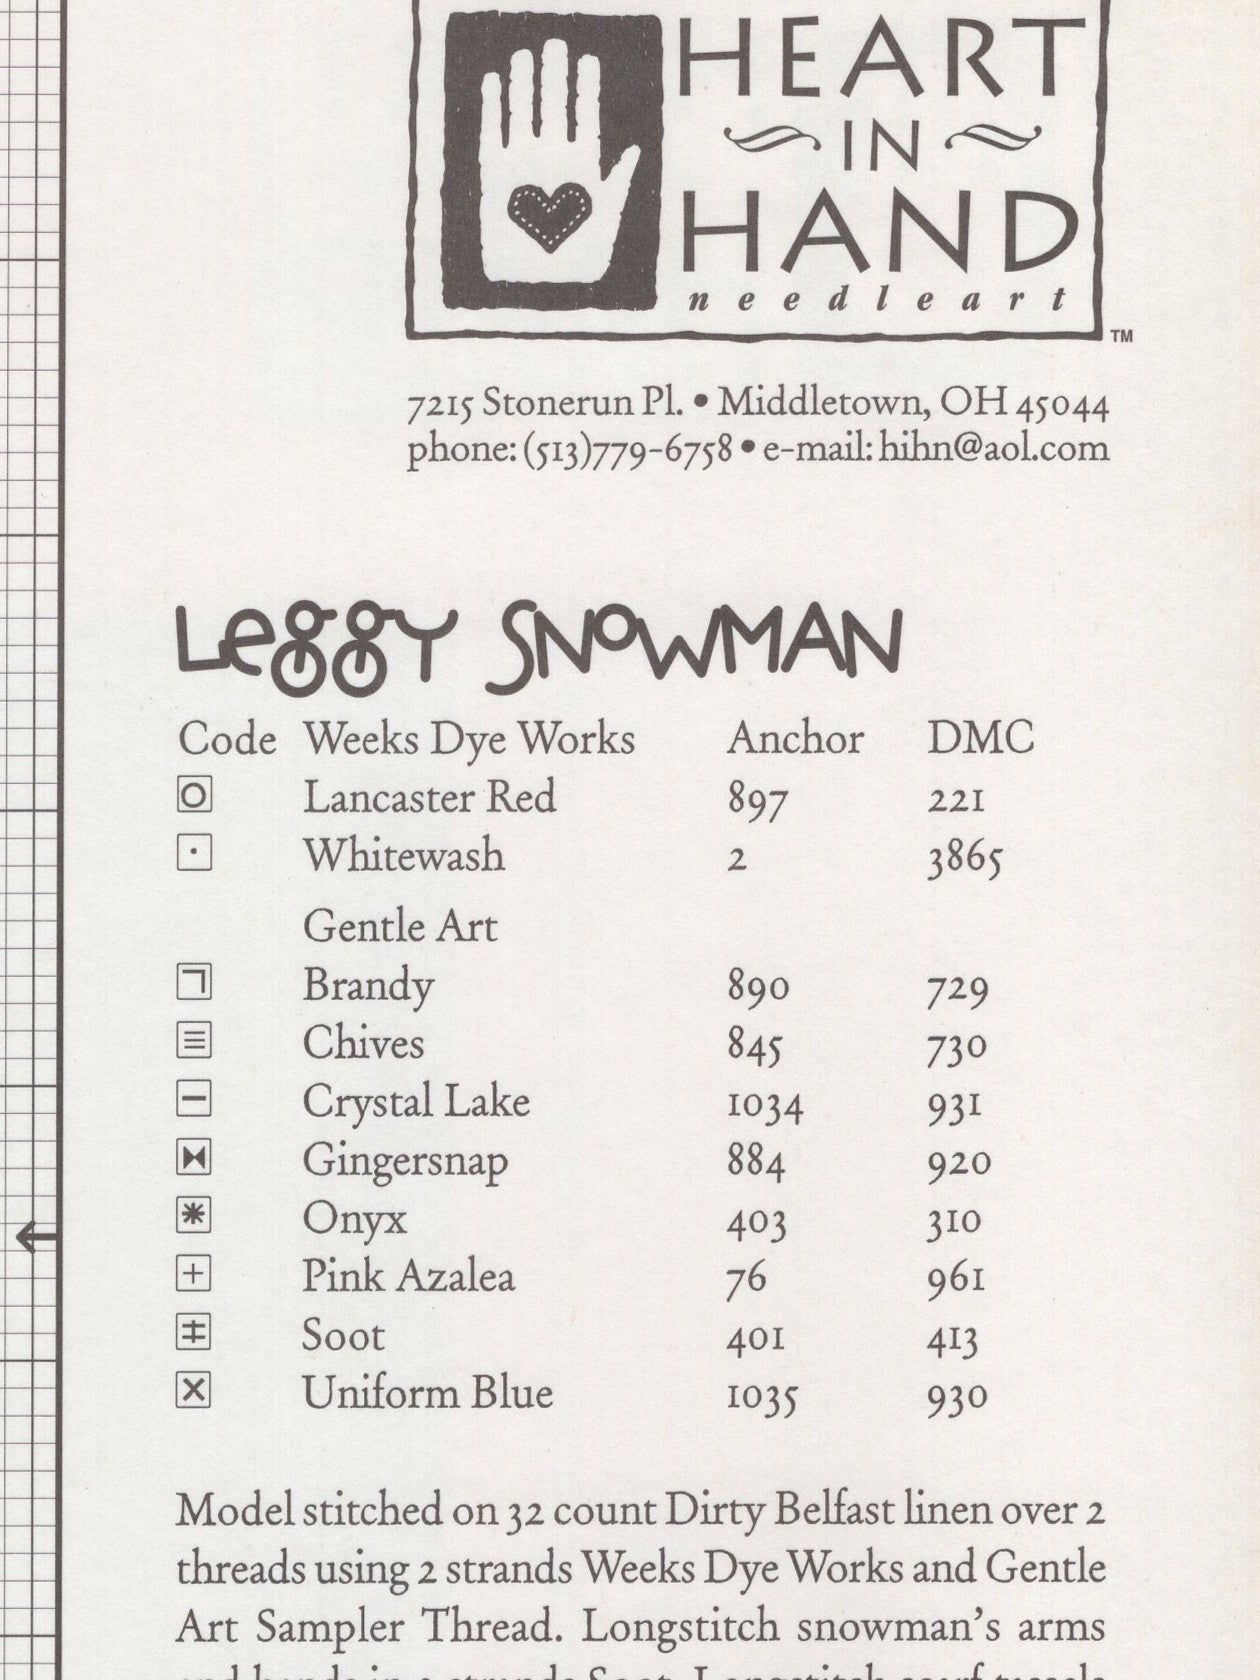 HEART
IN
HAND
needleart
TM
7215 Stonerun Pl. • Middletown, OH 45044
phone: (513)779-6758 • e-mail: hihn@aol.com
Leggy Snowman
Code Weeks Dye Works Anchor DMC
Lancaster Red 897 221
Whitewash 2 3865
Gentle Art
Brandy 890 729
Chives 845 730
Crystal Lake 1034 931
Gingersnap 884 920
Onyx 403 310
Pink Azalea 76 961
Soot 401 413
Uniform Blue 1035 930
Model stitched on 32 count Dirty Belfast linen over 2
threads using 2 strands Weeks Dye Works and Gentle
Art Sampler Thread. Longstitch snowman's arms